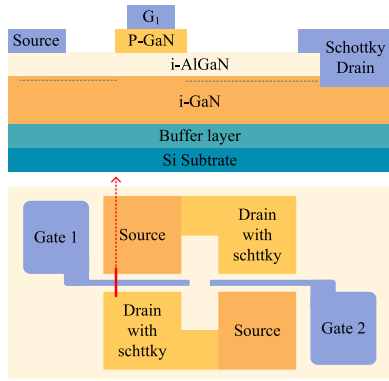 G1
Source
P-GaN
Schottky
Drain
i-AlGaN
i-GaN
Buffer layer
Si Subtrate
Gate 1
Source
Drain
with
schttky
Drain
with
schttky
Source
Gate 2